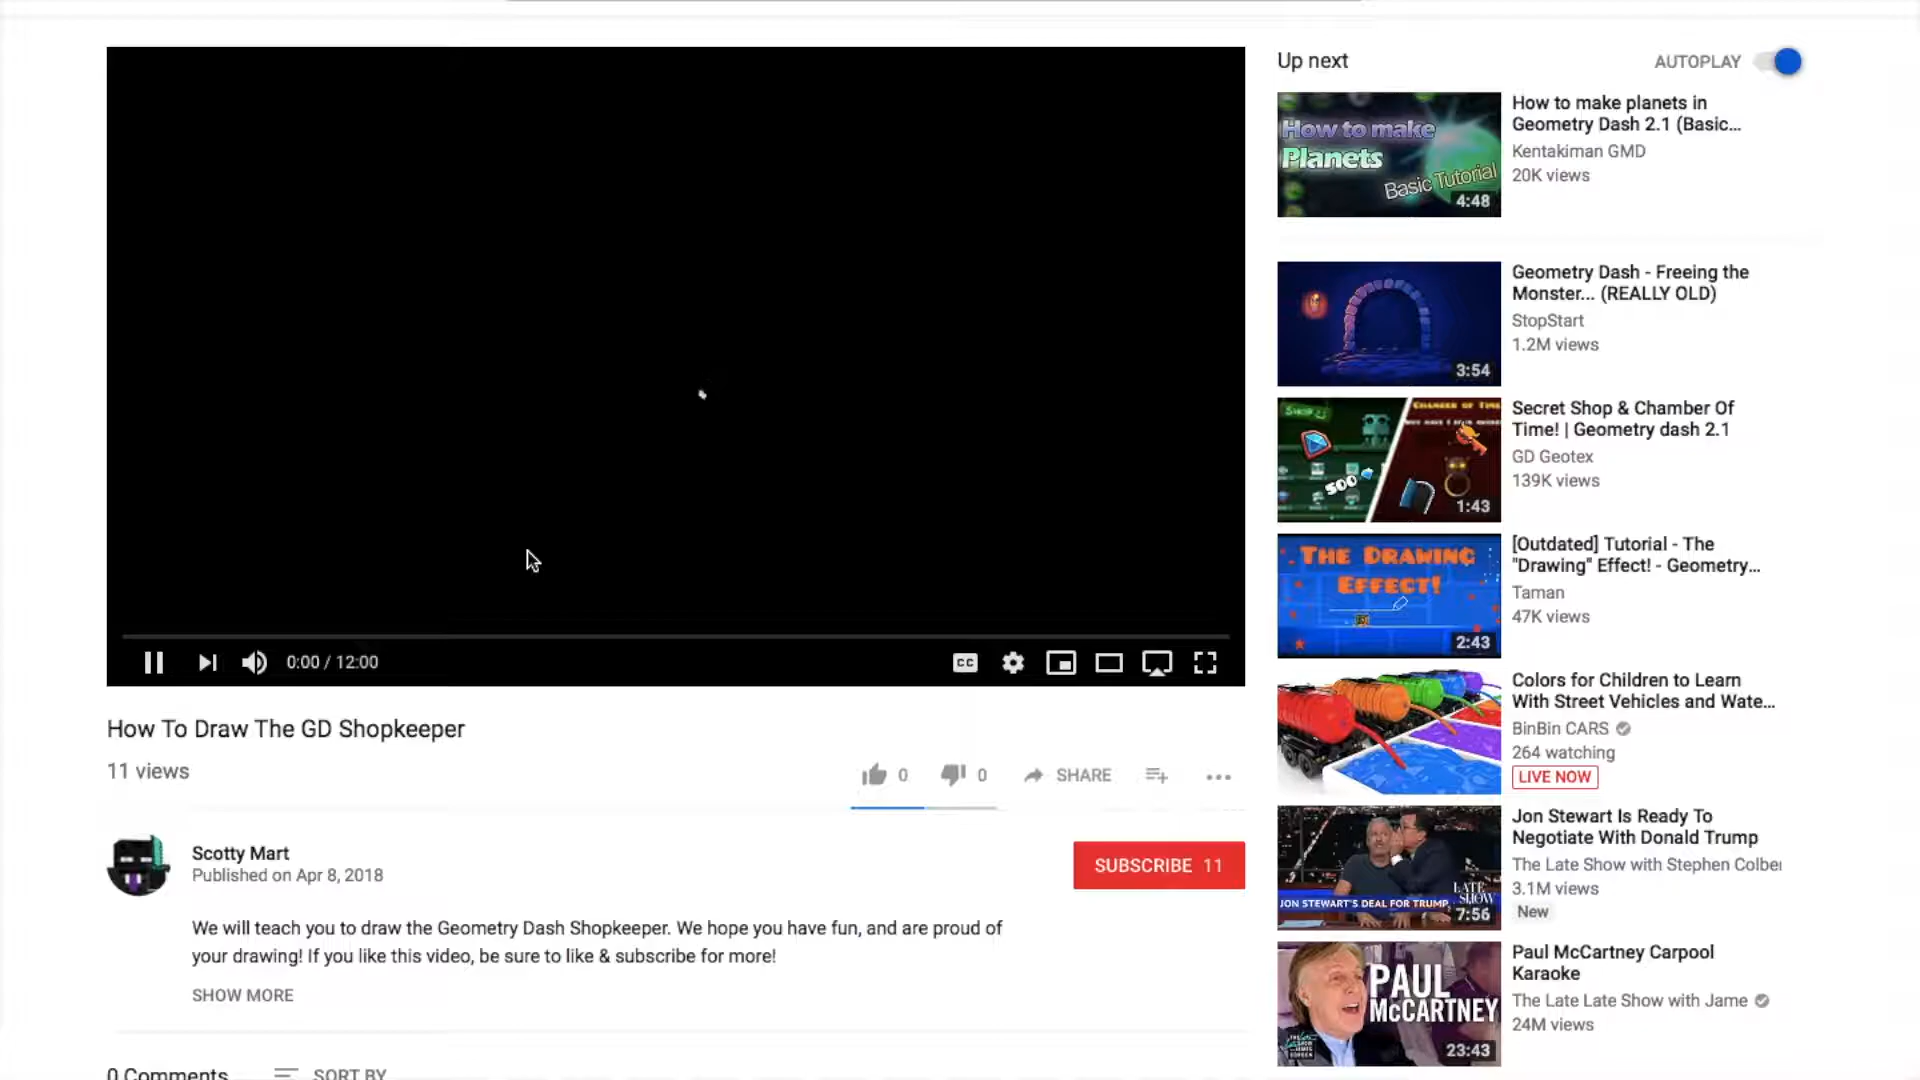 Up next
AUTOPLAY
How to make
Planets
Basic Tutorial
4:48
How to make planets in
Geometry Dash 2.1 (Basic...
Kentakiman GMD
20K views
3:54
Geometry Dash - Freeing the
Monster... (REALLY OLD)
StopStart
1.2M views
SHOP
CHAMBER OF TIME
500
1:43
Secret Shop & Chamber Of
Time! | Geometry dash 2.1
GD Geotex
139K views
THE DRAWING
EFFECT!
2:43
[Outdated] Tutorial - The
"Drawing" Effect! - Geometry...
Taman
47K views
Colors for Children to Learn
With Street Vehicles and Wate...
BinBin CARS
264 watching
LIVE NOW
LATE
SHOW
JON STEWART'S DEAL FOR TRUMP
7:56
Jon Stewart Is Ready To
Negotiate With Donald Trump
The Late Show with Stephen Colber
3.1M views
New
PAUL
McCARTNEY
23:43
Paul McCartney Carpool
Karaoke
The Late Late Show with Jame
24M views
0:00 / 12:00
CC
How To Draw The GD Shopkeeper
11 views
0
0
SHARE
Scotty Mart
Published on Apr 8, 2018
SUBSCRIBE 11
We will teach you to draw the Geometry Dash Shopkeeper. We hope you have fun, and are proud of
your drawing! If you like this video, be sure to like & subscribe for more!
SHOW MORE
0 Comments
SORT BY